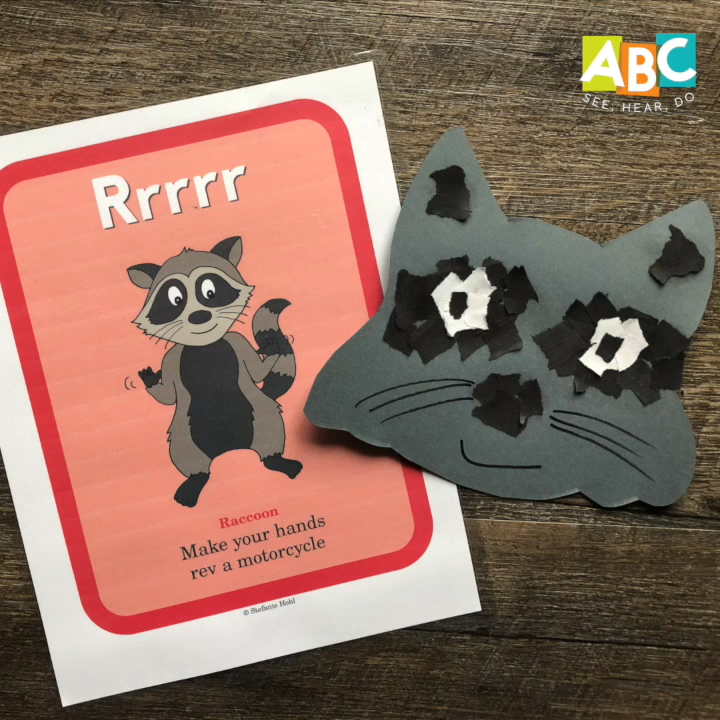 ABC
SEE, HEAR, DO
Rrrrr
Raccoon
Make your hands
rev a motorcycle
© Stefanie Hohl